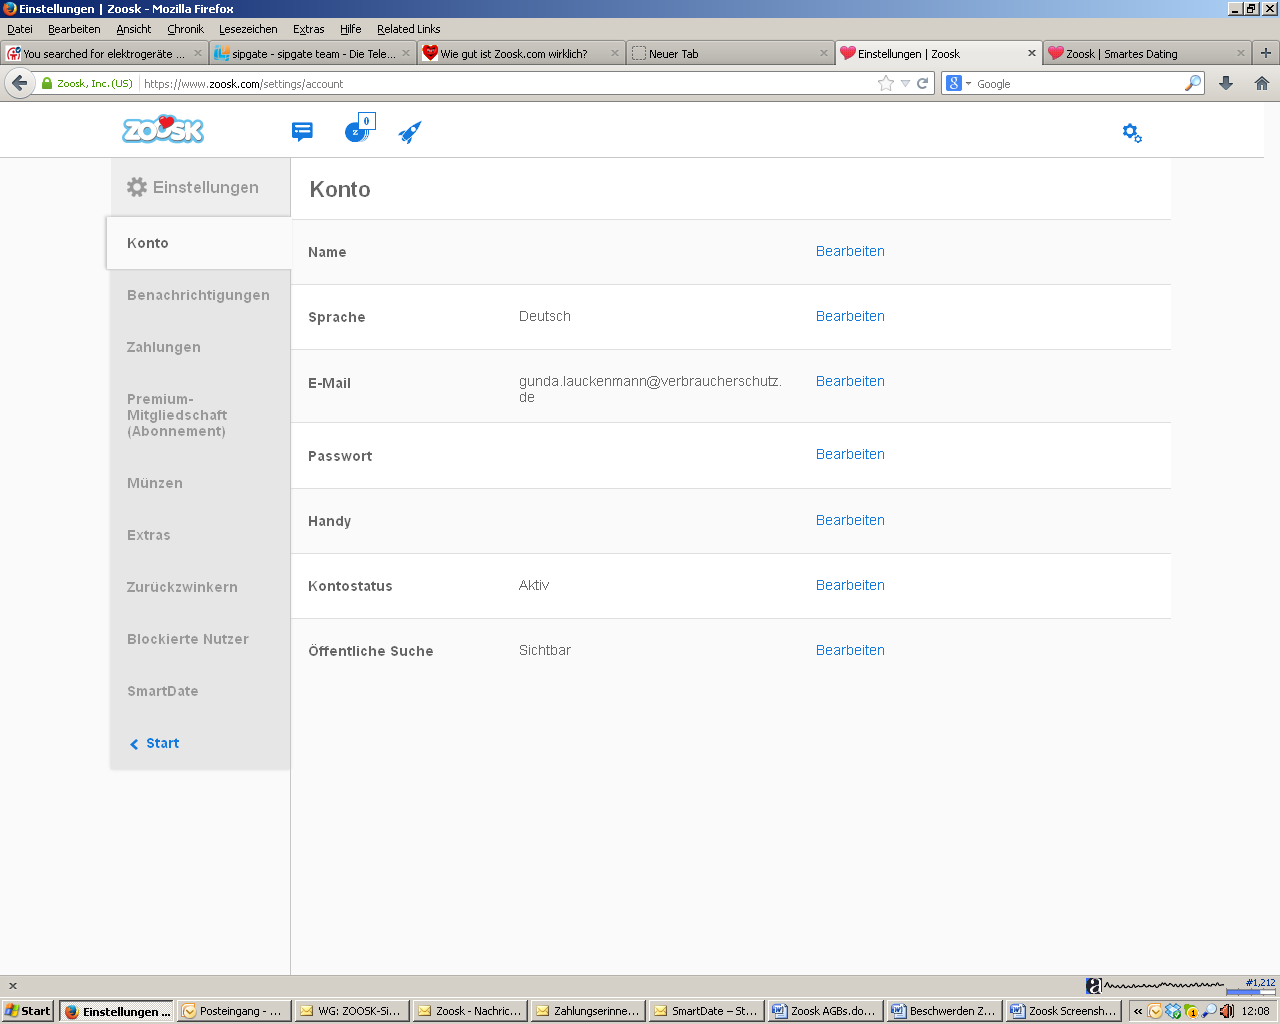 Einstellungen | Zoosk - Mozilla Firefox
Datei Bearbeiten Ansicht Chronik Lesezeichen Extras Hilfe Related Links
You searched for elektrogeräte ... sipgate - sipgate team - Die Tele... Wie gut ist Zoosk.com wirklich? Neuer Tab Einstellungen | Zoosk Zoosk | Smartes Dating
Zoosk, Inc. (US) https://www.zoosk.com/settings/account Google
ZOOSK 0 z
Einstellungen
Konto
Konto
Name Bearbeiten
Benachrichtigungen
Sprache Deutsch Bearbeiten
Zahlungen
E-Mail gunda.lauckenmann@verbraucherschutz.
de Bearbeiten
Premium-
Mitgliedschaft
(Abonnement)
Passwort Bearbeiten
Münzen
Handy Bearbeiten
Extras
Kontostatus Aktiv Bearbeiten
Zurückzwinkern
Blockierte Nutzer
Öffentliche Suche Sichtbar Bearbeiten
SmartDate
Start
a #1,212
Start Einstellungen ... Posteingang - ... WG: ZOOSK-Si... Zoosk - Nachric... Zahlungserinne... SmartDate – St... Zoosk AGBs.do... Beschwerden Z... Zoosk Screensh... « 12:08